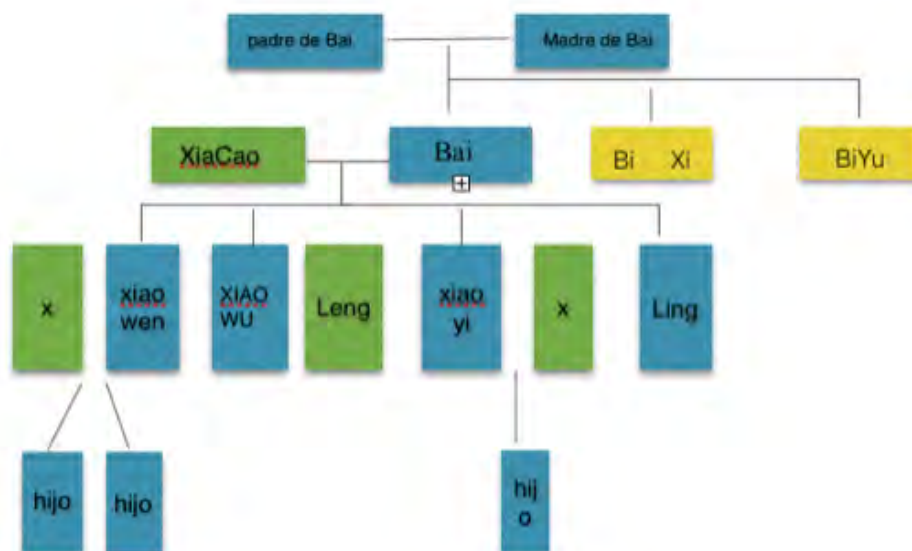 padre de Bai
Madre de Bai
XiaCao
Bai
Bi Xi
BiYu
x
xiao
wen
XIAO
WU
Leng
xiao
yi
x
Ling
hijo
hijo
hij
o